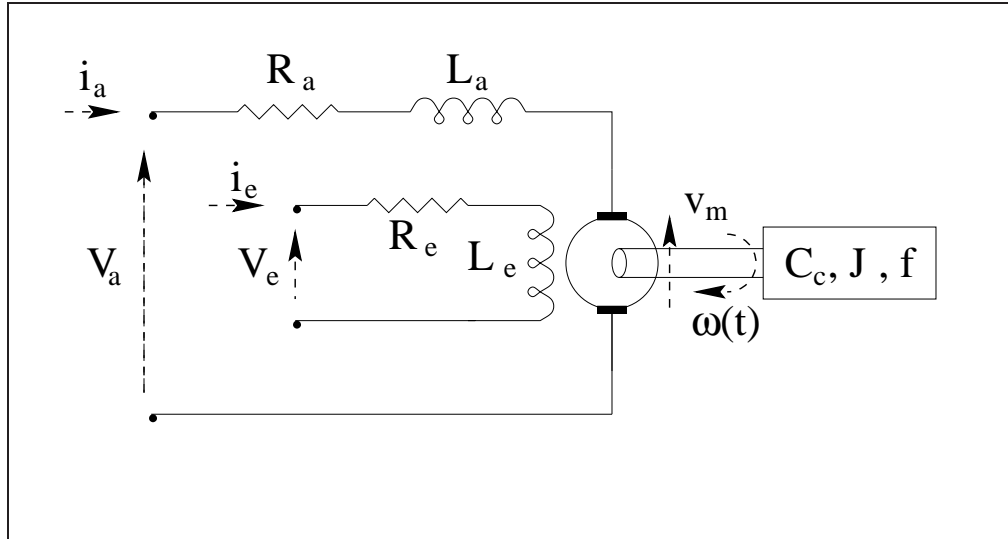 i_a
R_a
L_a
i_e
R_e
L_e
V_a
V_e
v_m
C_c, J , f
ω(t)